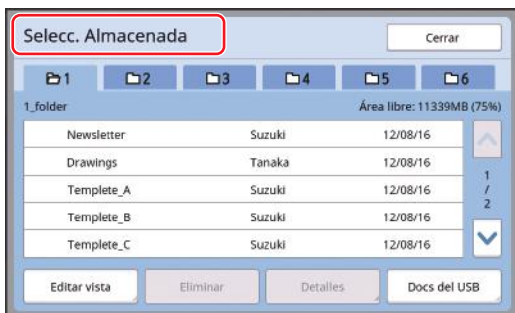 Selecc. Almacenada Cerrar
1 2 3 4 5 6
1_folder Área libre: 11339MB (75%)
Newsletter Suzuki 12/08/16
Drawings Tanaka 12/08/16
Templete_A Suzuki 12/08/16
Templete_B Suzuki 12/08/16
Templete_C Suzuki 12/08/16
1
/
2
Editar vista Eliminar Detalles Docs del USB